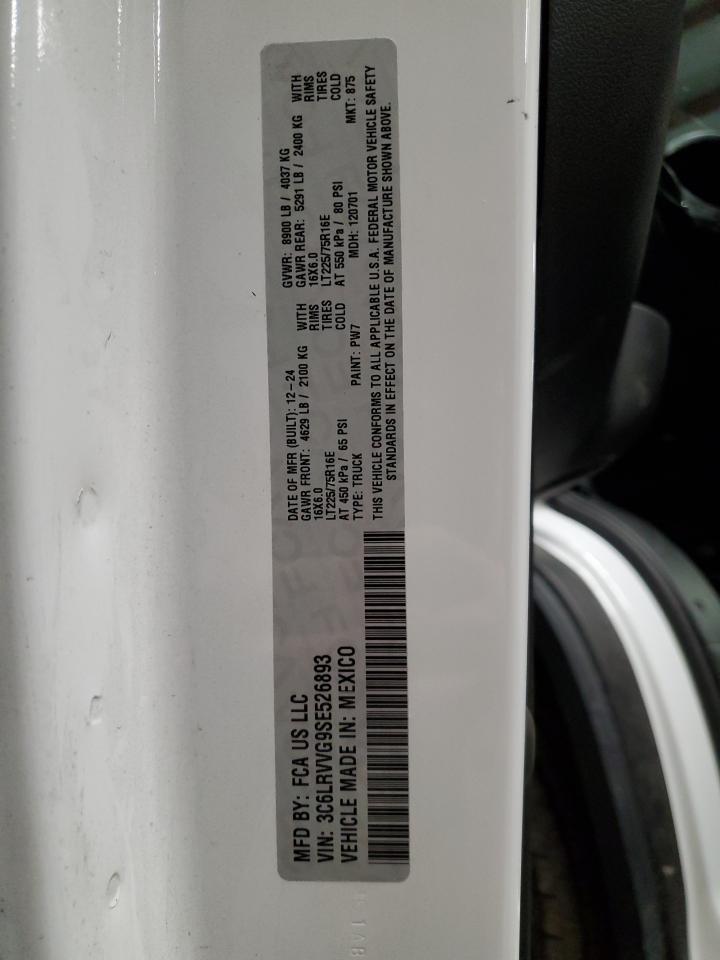 MFD BY: FCA US LLC
VIN: 3C6LRVVG9SE526893
VEHICLE MADE IN: MEXICO
DATE OF MFR (BUILT): 12-24 GVWR: 8900 LB / 4037 KG
GAWR FRONT: 4629 LB / 2100 KG WITH GAWR REAR: 5291 LB / 2400 KG WITH
16X6.0 RIMS 16X6.0 RIMS
LT225/75R16E TIRES LT225/75R16E TIRES
AT 450 kPa / 65 PSI COLD AT 550 kPa / 80 PSI COLD
TYPE: TRUCK PAINT: PW7 MDH: 120701 MKT: 875
THIS VEHICLE CONFORMS TO ALL APPLICABLE U.S.A. FEDERAL MOTOR VEHICLE SAFETY
STANDARDS IN EFFECT ON THE DATE OF MANUFACTURE SHOWN ABOVE.